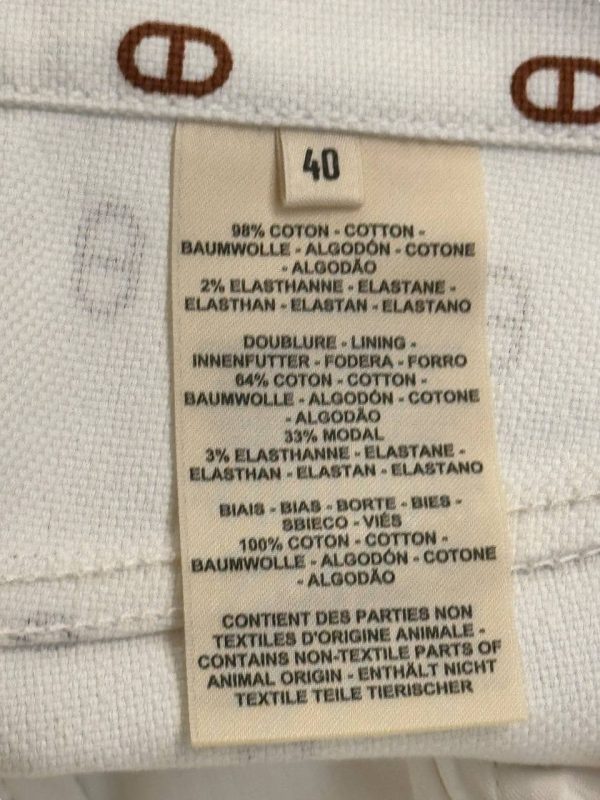 40
98% COTON - COTTON -
BAUMWOLLE - ALGODÓN - COTONE
- ALGODÃO
2% ELASTHANNE - ELASTANE -
ELASTHAN - ELASTAN - ELASTANO
DOUBLURE - LINING -
INNENFUTTER - FODERA - FORRO
64% COTON - COTTON -
BAUMWOLLE - ALGODÓN - COTONE
- ALGODÃO
33% MODAL
3% ELASTHANNE - ELASTANE -
ELASTHAN - ELASTAN - ELASTANO
BIAIS - BIAS - BORTE - BIES -
SBIECO - VIÉS
100% COTON - COTTON -
BAUMWOLLE - ALGODÓN - COTONE
- ALGODÃO
CONTIENT DES PARTIES NON
TEXTILES D'ORIGINE ANIMALE -
CONTAINS NON-TEXTILE PARTS OF
ANIMAL ORIGIN - ENTHÄLT NICHT
TEXTILE TEILE TIERISCHER